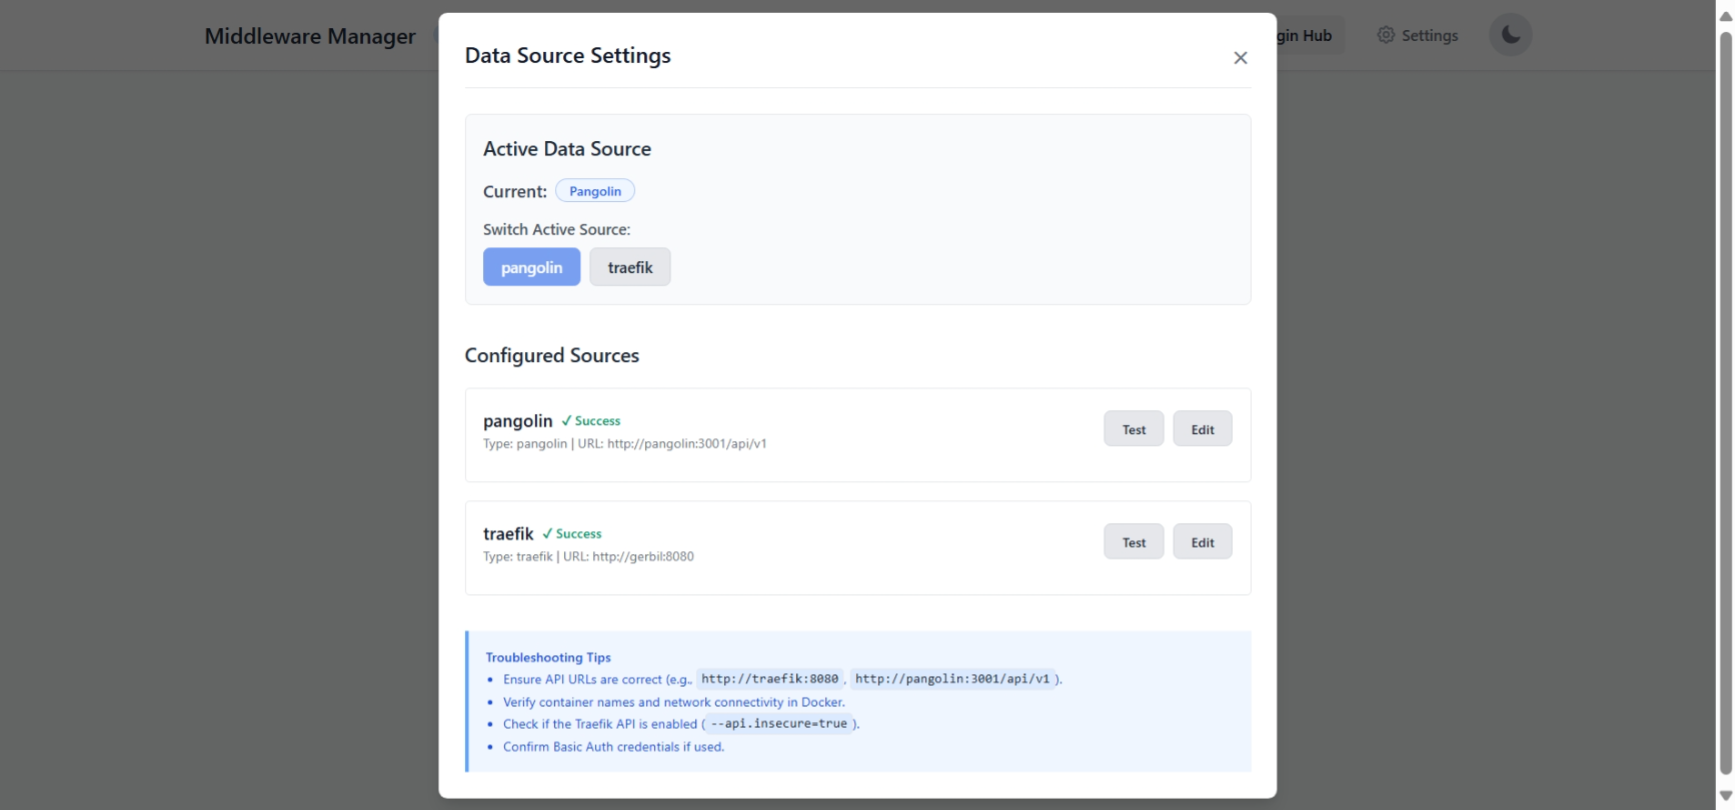 Middleware Manager
gin Hub
Settings
Data Source Settings
Active Data Source
Current: Pangolin
Switch Active Source:
pangolin traefik
Configured Sources
pangolin ✓ Success
Type: pangolin | URL: http://pangolin:3001/api/v1
Test Edit
traefik ✓ Success
Type: traefik | URL: http://gerbil:8080
Test Edit
Troubleshooting Tips
• Ensure API URLs are correct (e.g., http://traefik:8080, http://pangolin:3001/api/v1).
• Verify container names and network connectivity in Docker.
• Check if the Traefik API is enabled (--api.insecure=true).
• Confirm Basic Auth credentials if used.